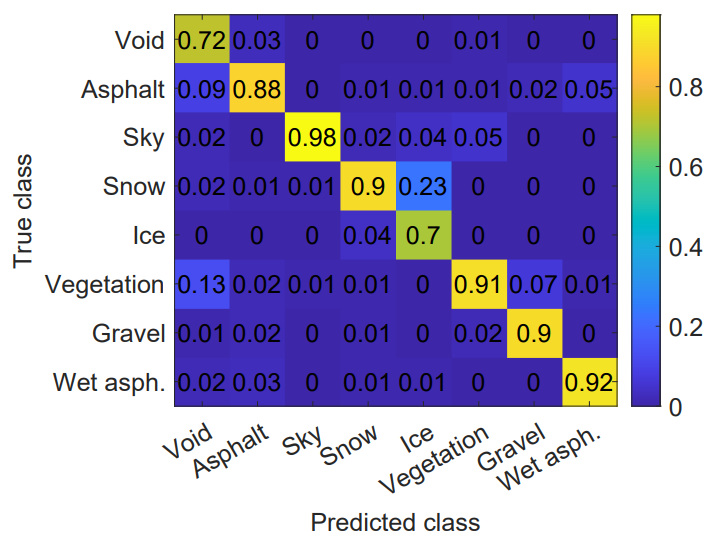 Void 0.72 0.03 0 0 0 0.01 0 0
Asphalt 0.09 0.88 0 0.01 0.01 0.01 0.02 0.05
Sky 0.02 0 0.98 0.02 0.04 0.05 0 0
Snow 0.02 0.01 0.01 0.9 0.23 0 0 0
Ice 0 0 0 0.04 0.7 0 0 0
Vegetation 0.13 0.02 0.01 0.01 0 0.91 0.07 0.01
Gravel 0.01 0.02 0 0.01 0 0.02 0.9 0
Wet asph. 0.02 0.03 0 0.01 0.01 0 0 0.92
True class
Void Asphalt Sky Snow Ice Vegetation Gravel Wet asph.
Predicted class
0.8
0.6
0.4
0.2
0